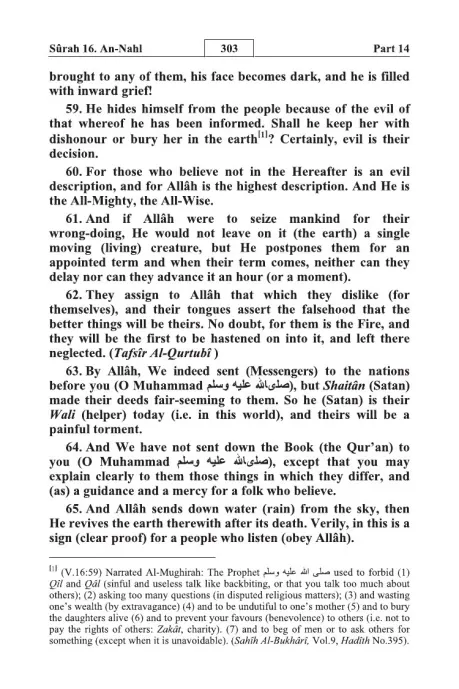 Sûrah 16. An-Nahl 303 Part 14
brought to any of them, his face becomes dark, and he is filled
with inward grief!
59. He hides himself from the people because of the evil of
that whereof he has been informed. Shall he keep her with
dishonour or bury her in the earth[1]? Certainly, evil is their
decision.
60. For those who believe not in the Hereafter is an evil
description, and for Allâh is the highest description. And He is
the All-Mighty, the All-Wise.
61. And if Allâh were to seize mankind for their
wrong-doing, He would not leave on it (the earth) a single
moving (living) creature, but He postpones them for an
appointed term and when their term comes, neither can they
delay nor can they advance it an hour (or a moment).
62. They assign to Allâh that which they dislike (for
themselves), and their tongues assert the falsehood that the
better things will be theirs. No doubt, for them is the Fire, and
they will be the first to be hastened on into it, and left there
neglected. (Tafsîr Al-Qurtubî )
63. By Allâh, We indeed sent (Messengers) to the nations
before you (O Muhammad صلى الله عليه وسلم), but Shaitân (Satan)
made their deeds fair-seeming to them. So he (Satan) is their
Wali (helper) today (i.e. in this world), and theirs will be a
painful torment.
64. And We have not sent down the Book (the Qur'an) to
you (O Muhammad صلى الله عليه وسلم), except that you may
explain clearly to them those things in which they differ, and
(as) a guidance and a mercy for a folk who believe.
65. And Allâh sends down water (rain) from the sky, then
He revives the earth therewith after its death. Verily, in this is a
sign (clear proof) for a people who listen (obey Allâh).
[1] (V.16:59) Narrated Al-Mughirah: The Prophet صلى الله عليه وسلم used to forbid (1)
Qîl and Qâl (sinful and useless talk like backbiting, or that you talk too much about
others); (2) asking too many questions (in disputed religious matters); (3) and wasting
one's wealth (by extravagance) (4) and to be undutiful to one's mother (5) and to bury
the daughters alive (6) and to prevent your favours (benevolence) to others (i.e. not to
pay the rights of others: Zakât, charity). (7) and to beg of men or to ask others for
something (except when it is unavoidable). (Sahîh Al-Bukhârî, Vol.9, Hadîth No.395).